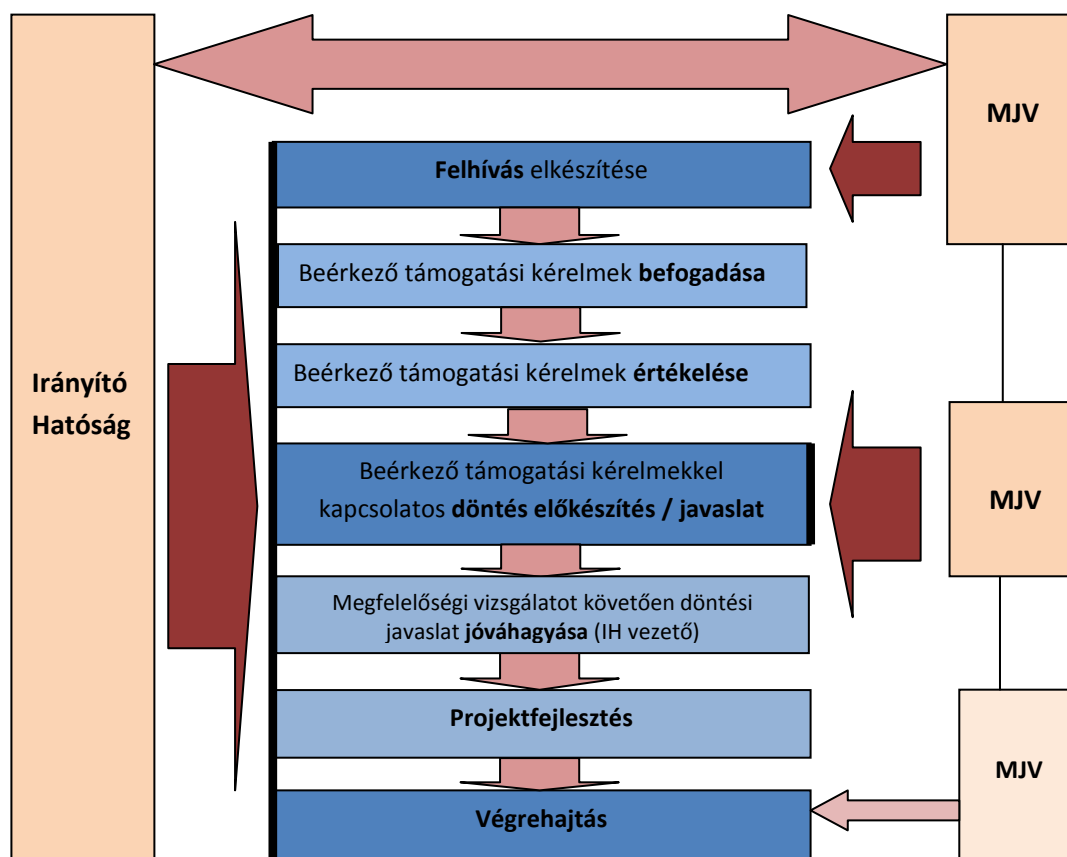 MJV
Felhívás elkészítése
Beérkező támogatási kérelmek befogadása
Beérkező támogatási kérelmek értékelése
Irányító
Hatóság
Beérkező támogatási kérelmekkel
kapcsolatos döntés előkészítés / javaslat
MJV
Megfelelőségi vizsgálatot követően döntési
javaslat jóváhagyása (IH vezető)
Projektfejlesztés
MJV
Végrehajtás